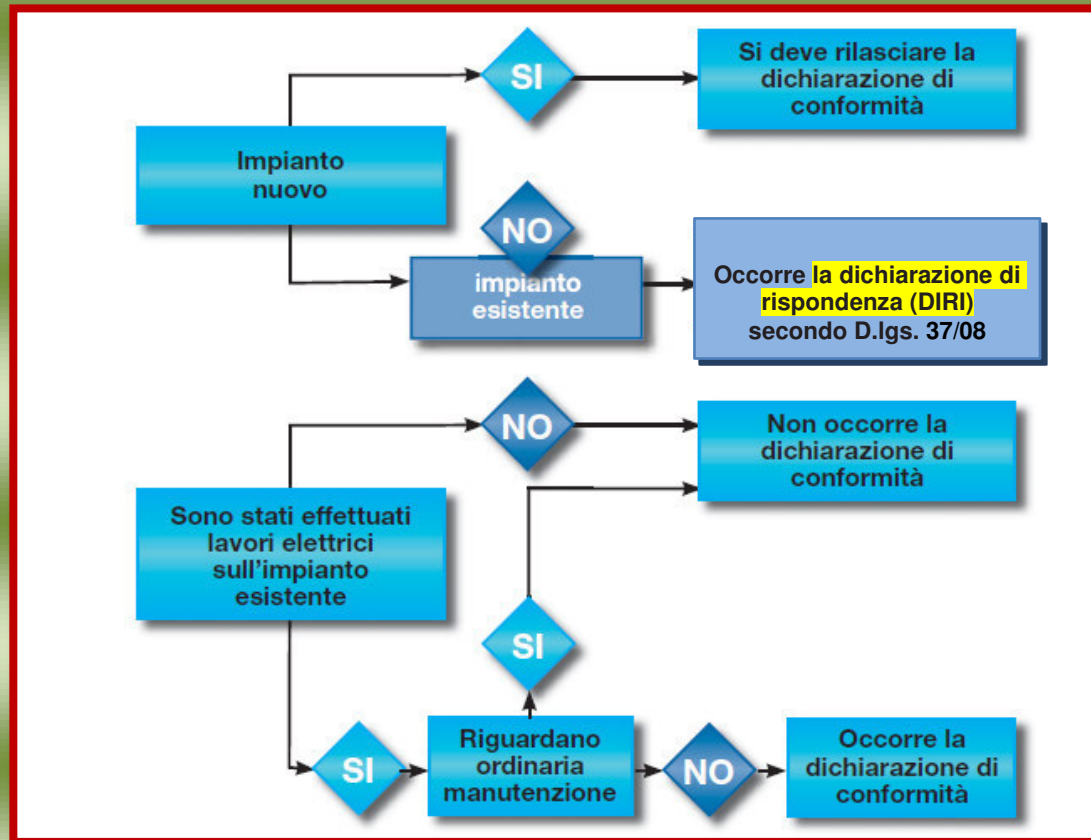 SI
Si deve rilasciare la
dichiarazione di
conformità
Impianto
nuovo
NO
impianto
esistente
Occorre la dichiarazione di
rispondenza (DIRI)
secondo D.lgs. 37/08
NO
Non occorre la
dichiarazione di
conformità
Sono stati effettuati
lavori elettrici
sull'impianto
esistente
SI
SI
Riguardano
ordinaria
manutenzione
NO
Occorre la
dichiarazione di
conformità